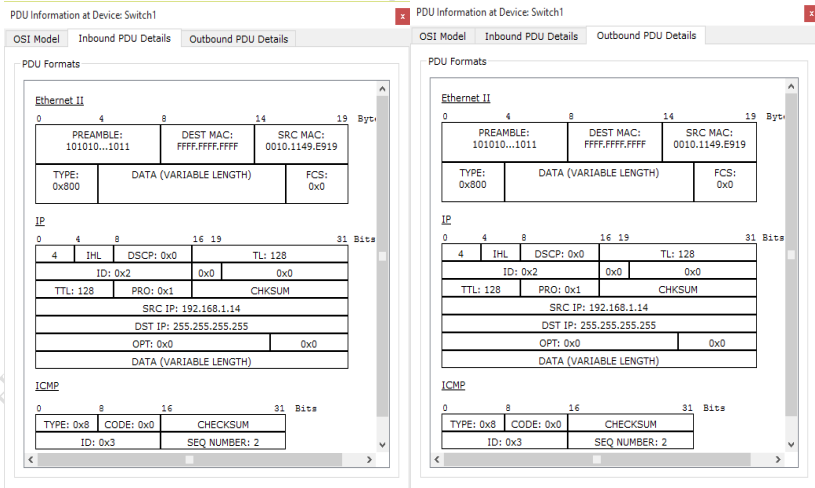 PDU Information at Device: Switch1
x
OSI Model Inbound PDU Details Outbound PDU Details
PDU Formats
Ethernet II
0 4 8 14 19 Byte
PREAMBLE: DEST MAC: SRC MAC:
101010...1011 FFFF.FFFF.FFFF 0010.1149.E919
TYPE: DATA (VARIABLE LENGTH) FCS:
0x800 0x0
IP
0 4 8 16 19 31 Bits
4 IHL DSCP: 0x0 TL: 128
ID: 0x2 0x0 0x0
TTL: 128 PRO: 0x1 CHKSUM
SRC IP: 192.168.1.14
DST IP: 255.255.255.255
OPT: 0x0 0x0
DATA (VARIABLE LENGTH)
ICMP
0 8 16 31 Bits
TYPE: 0x8 CODE: 0x0 CHECKSUM
ID: 0x3 SEQ NUMBER: 2
PDU Information at Device: Switch1
x
OSI Model Inbound PDU Details Outbound PDU Details
PDU Formats
Ethernet II
0 4 8 14 19 Byte
PREAMBLE: DEST MAC: SRC MAC:
101010...1011 FFFF.FFFF.FFFF 0010.1149.E919
TYPE: DATA (VARIABLE LENGTH) FCS:
0x800 0x0
IP
0 4 8 16 19 31 Bits
4 IHL DSCP: 0x0 TL: 128
ID: 0x2 0x0 0x0
TTL: 128 PRO: 0x1 CHKSUM
SRC IP: 192.168.1.14
DST IP: 255.255.255.255
OPT: 0x0 0x0
DATA (VARIABLE LENGTH)
ICMP
0 8 16 31 Bits
TYPE: 0x8 CODE: 0x0 CHECKSUM
ID: 0x3 SEQ NUMBER: 2